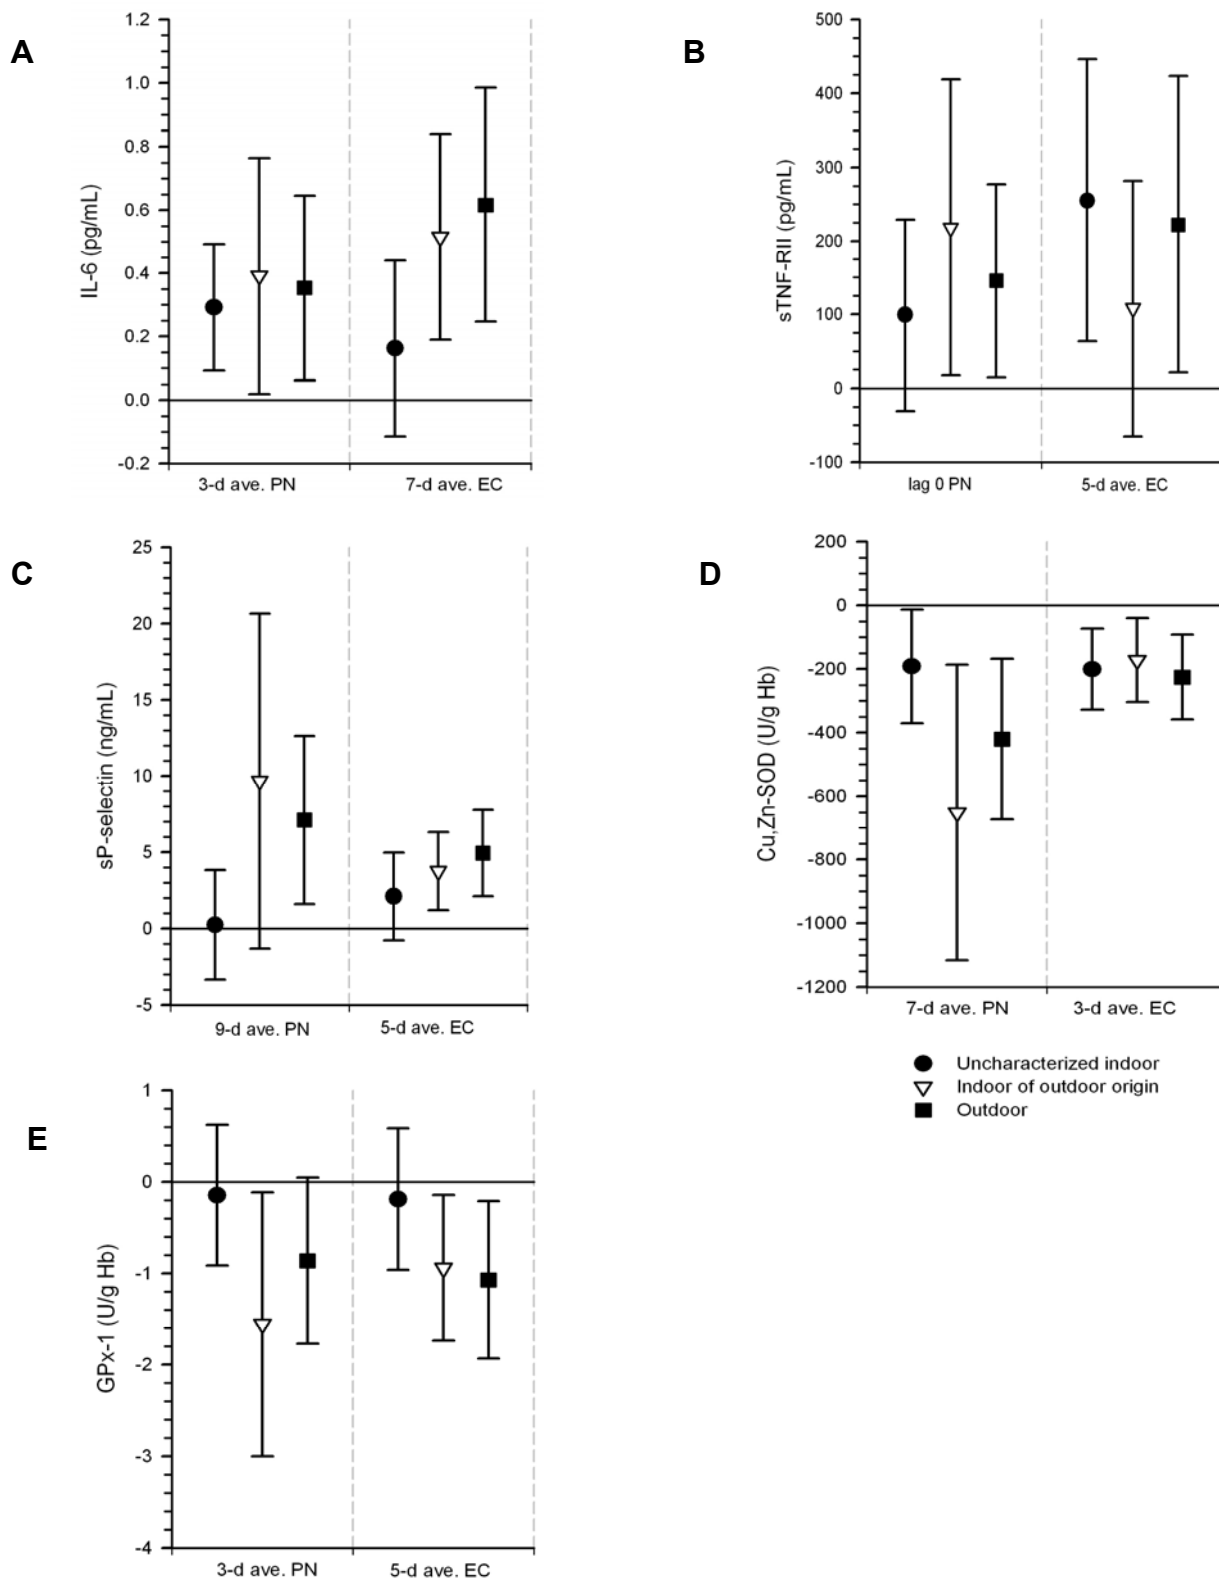 A
1.2
1.0
0.8
0.6
0.4
0.2
0.0
-0.2
IL-6 (pg/mL)
3-d ave. PN
7-d ave. EC
B
500
400
300
200
100
0
-100
sTNF-RII (pg/mL)
lag 0 PN
5-d ave. EC
C
25
20
15
10
5
0
-5
sP-selectin (ng/mL)
9-d ave. PN
5-d ave. EC
D
200
0
-200
-400
-600
-800
-1000
-1200
Cu,Zn-SOD (U/g Hb)
7-d ave. PN
3-d ave. EC
Uncharacterized indoor
Indoor of outdoor origin
Outdoor
E
1
0
-1
-2
-3
-4
GPx-1 (U/g Hb)
3-d ave. PN
5-d ave. EC